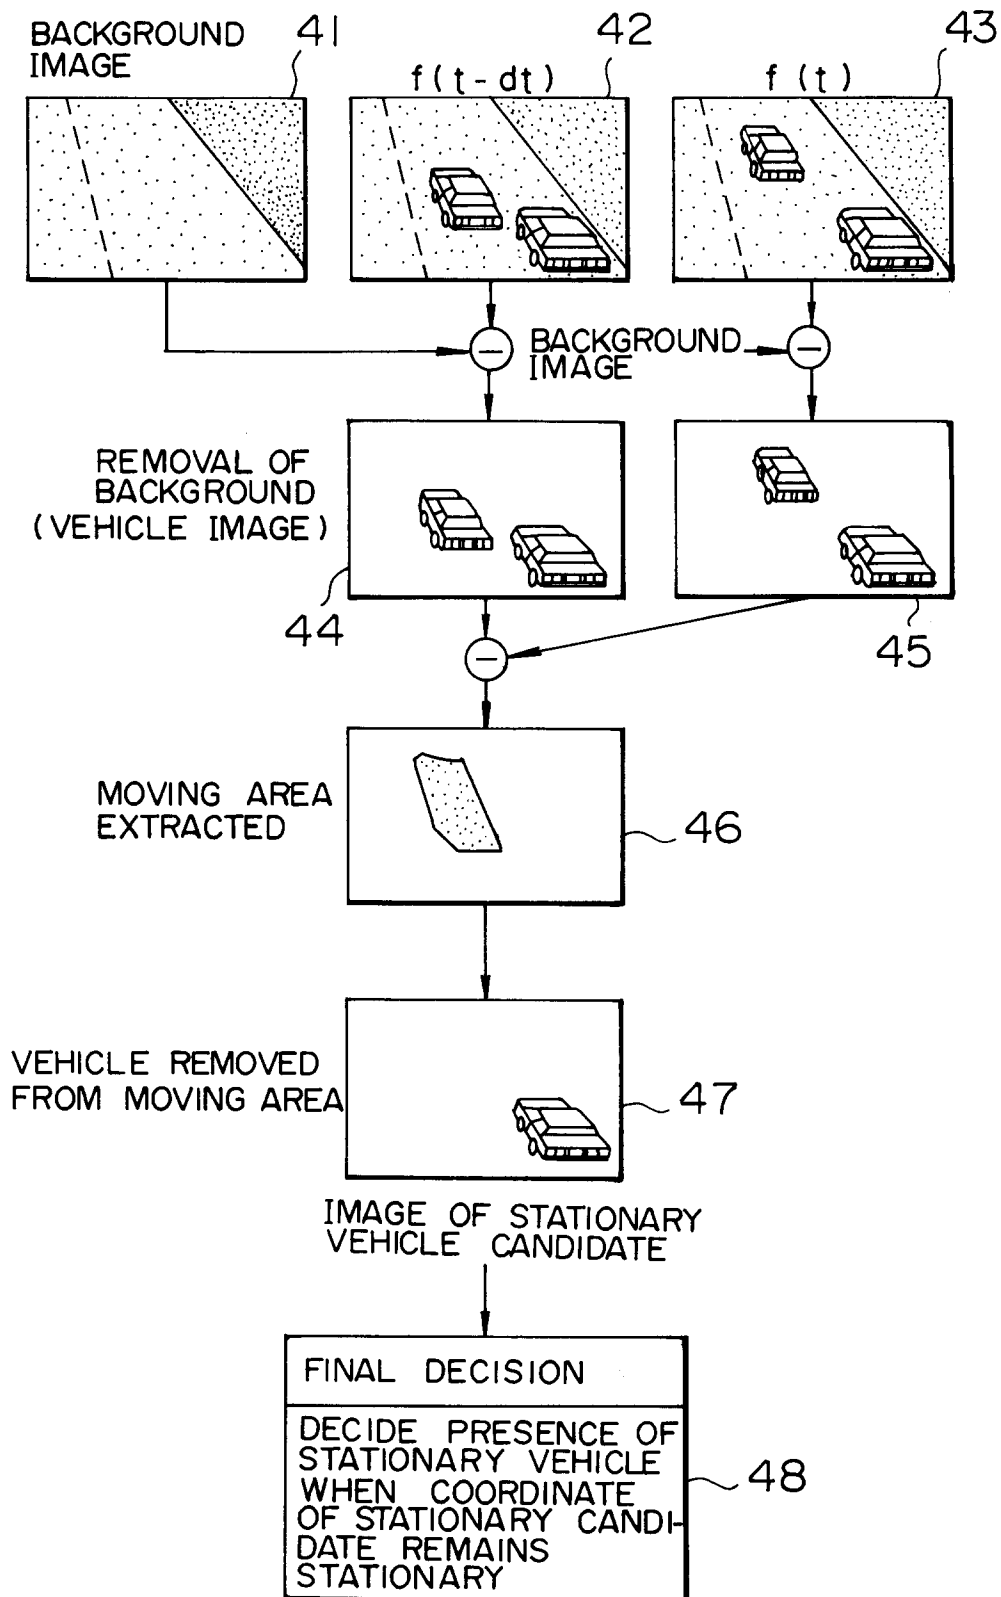 BACKGROUND
IMAGE
41
f(t-dt)
42
f(t)
43
BACKGROUND
IMAGE
REMOVAL OF
BACKGROUND
(VEHICLE IMAGE)
44
45
MOVING AREA
EXTRACTED
46
VEHICLE REMOVED
FROM MOVING AREA
47
IMAGE OF STATIONARY
VEHICLE CANDIDATE
FINAL DECISION
DECIDE PRESENCE OF
STATIONARY VEHICLE
WHEN COORDINATE
OF STATIONARY CANDI-
DATE REMAINS
STATIONARY
48